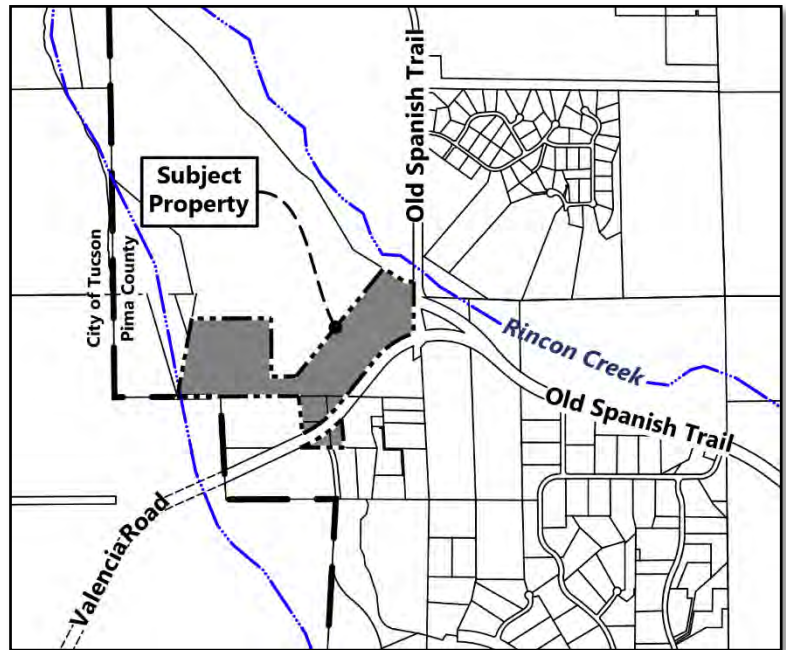 Old Spanish Trail
Subject
Property
City of Tucson
Pima County
Rincon Creek
Old Spanish Trail
Valencia Road